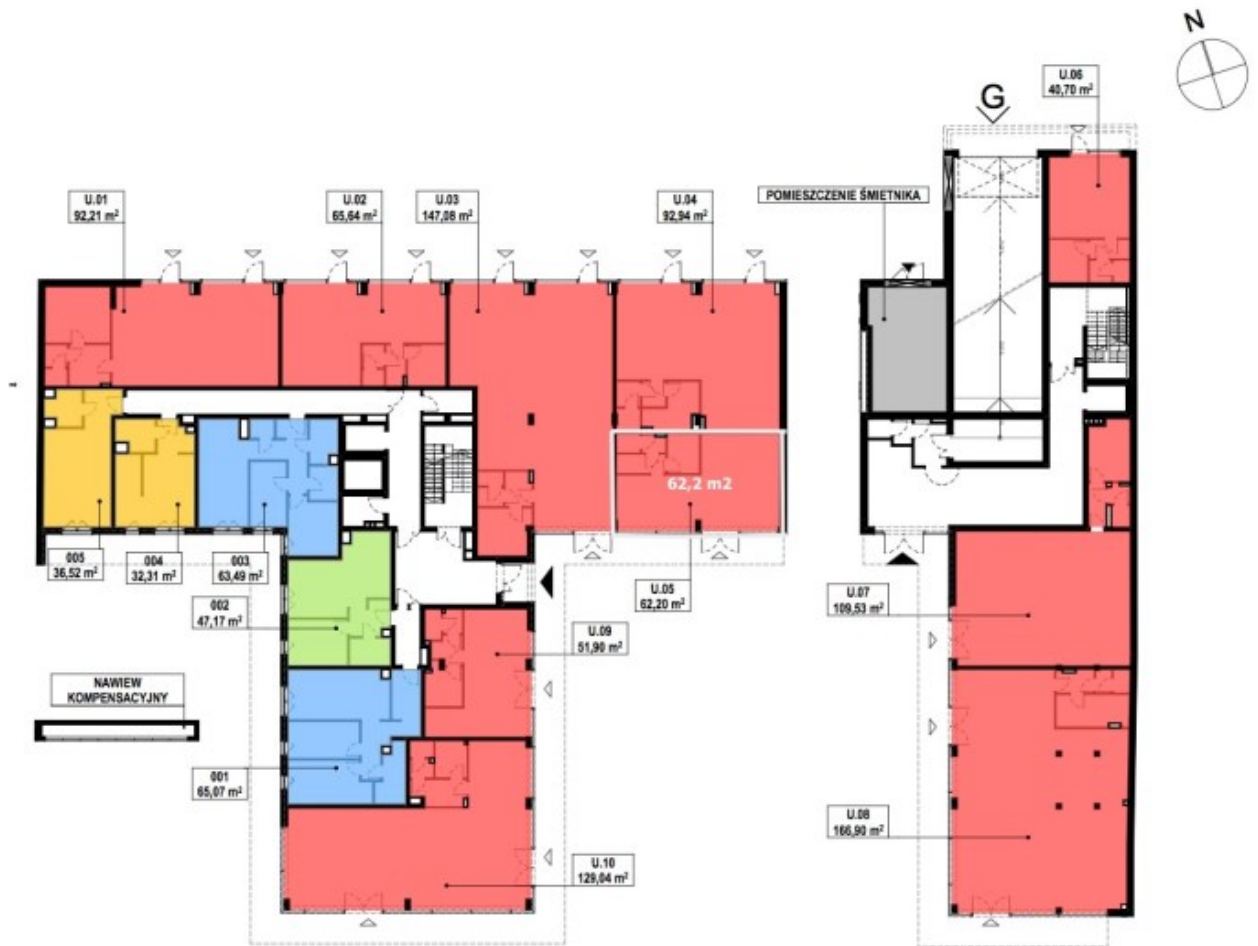 N
U.06
40,70 m²
G
U.01
92,21 m²
U.02
65,64 m²
U.03
147,08 m²
U.04
92,94 m²
POMIESZCZENIE ŚMIETNIKA
62,2 m2
005
36,52 m²
004
32,31 m²
003
63,49 m²
U.05
62,20 m²
002
47,17 m²
U.09
51,90 m²
U.07
109,53 m²
NAWIEW
KOMPENSACYJNY
001
65,07 m²
U.08
166,90 m²
U.10
129,04 m²